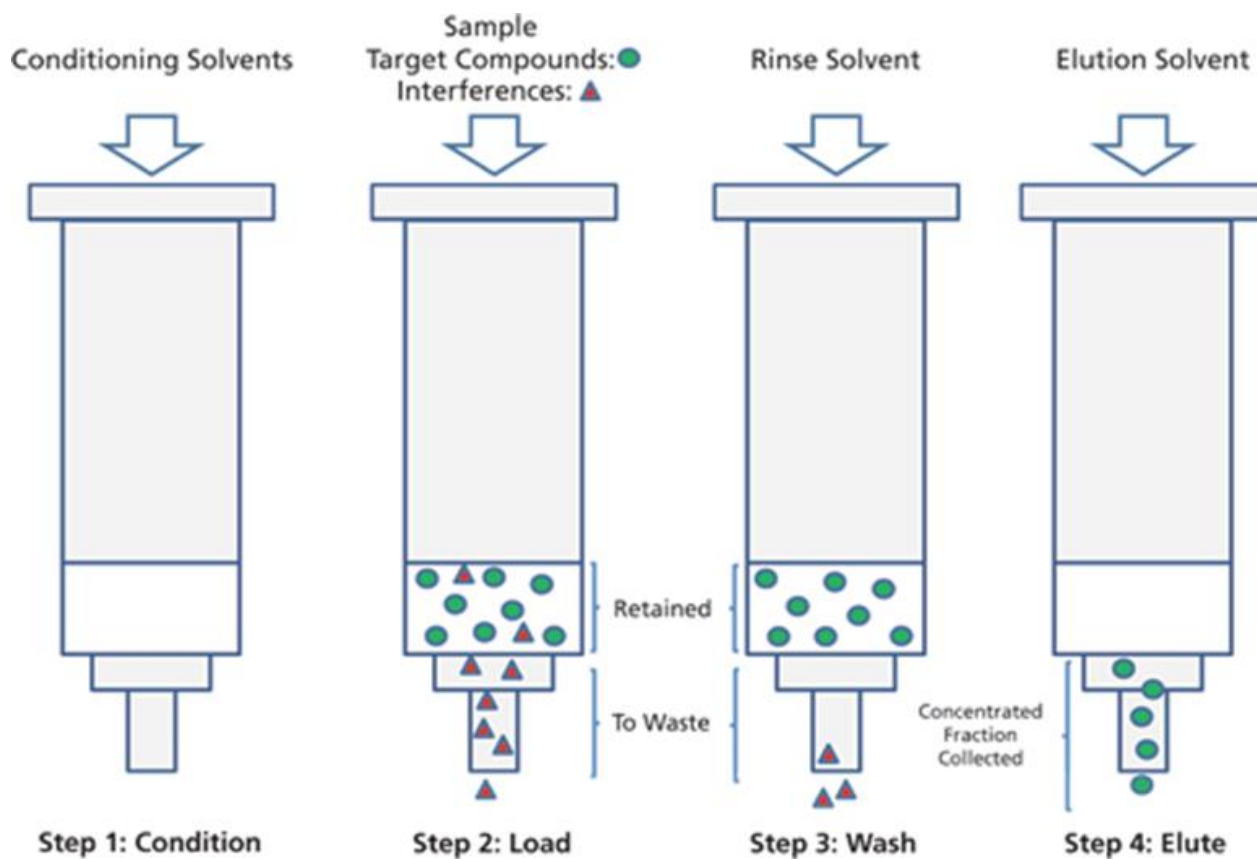 Conditioning Solvents
Sample
Target Compounds:
Interferences:
Rinse Solvent
Elution Solvent
Retained
To Waste
Concentrated
Fraction
Collected
Step 1: Condition
Step 2: Load
Step 3: Wash
Step 4: Elute